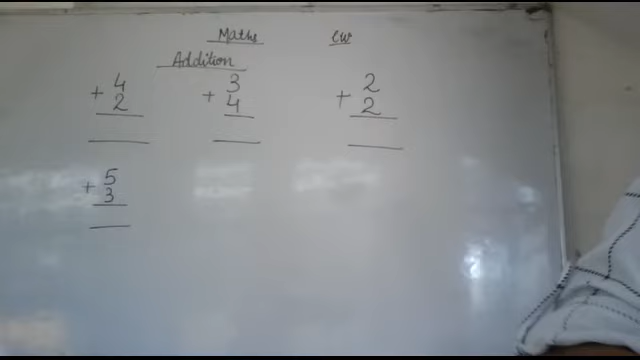 Maths CW
Addition
4 3 2
+ 2 + 4 + 2
5
+ 3